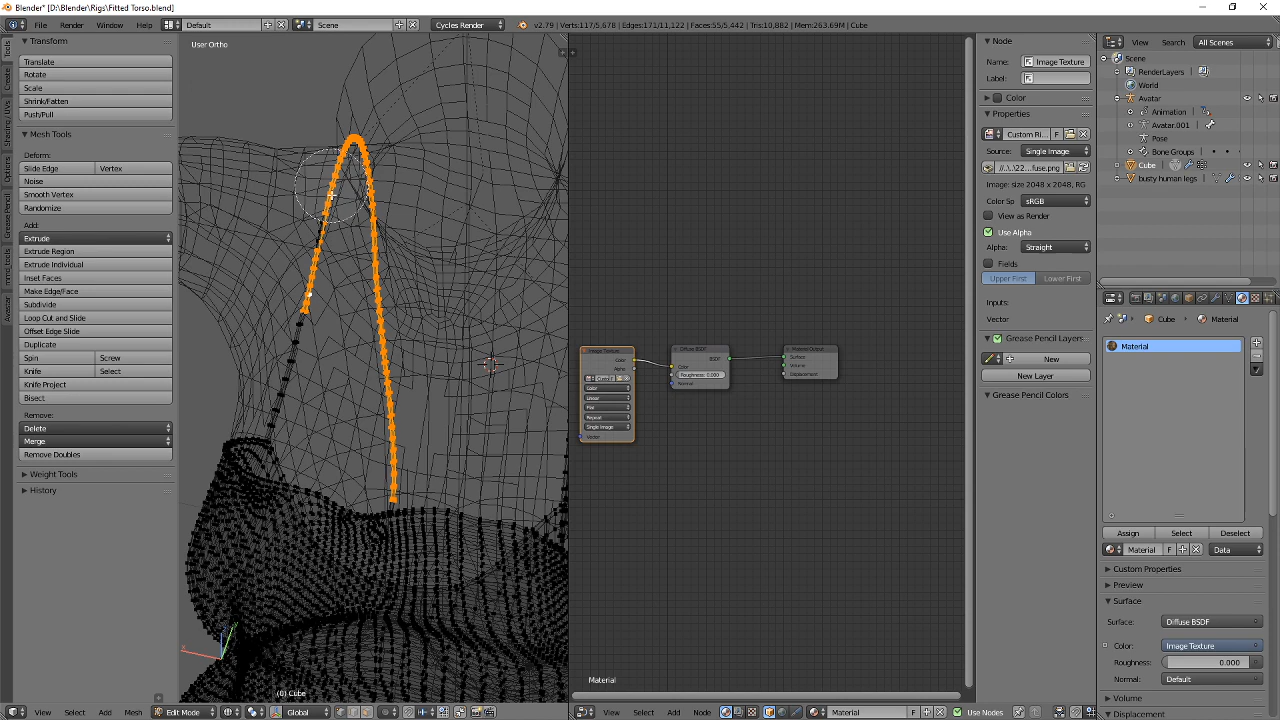 Blender* [D:\Blender\Rigs\Fitted Torso.blend]
File Render Window Help Default Scene Cycles Render v2.79 | Verts:117/5,678 | Edges:171/11,122 | Faces:55/5,442 | Tris:10,882 | Mem:263.69M | Cube
Tools
Create
Shading / UVs
Options
Grease Pencil
mmd_tools
Avastar
Transform
Translate
Rotate
Scale
Shrink/Fatten
Push/Pull
Mesh Tools
Deform:
Slide Edge Vertex
Noise
Smooth Vertex
Randomize
Add:
Extrude
Extrude Region
Extrude Individual
Inset Faces
Make Edge/Face
Subdivide
Loop Cut and Slide
Offset Edge Slide
Duplicate
Spin Screw
Knife Select
Knife Project
Bisect
Remove:
Delete
Merge
Remove Doubles
Weight Tools
History
User Ortho
(0) Cube
View Select Add Mesh Edit Mode Global
Image Texture
Color
Alpha
Color
Linear
Flat
Repeat
Single Image
Vector
Diffuse BSDF
BSDF
Color
Roughness: 0.000
Normal
Material Output
Surface
Volume
Displacement
Material
View Select Add Node Material F Use Nodes
Node
Name: Image Texture
Label:
Color
Properties
Custom Ri... F
Source: Single Image
//..\..\22...fuse.png
Image: size 2048 x 2048, RG
Color Sp sRGB
View as Render
Use Alpha
Alpha: Straight
Fields
Upper First Lower First
Inputs:
Vector
Grease Pencil Layers
New
New Layer
Grease Pencil Colors
View Search All Scenes
Scene
RenderLayers
World
Avatar
Animation
Avatar.001
Pose
Bone Groups
Cube
busty human legs
Cube Material
Material
Assign Select Deselect
Material F Data
Custom Properties
Preview
Surface
Surface: Diffuse BSDF
Color: Image Texture
Roughness: 0.000
Normal: Default
Volume
Displacement